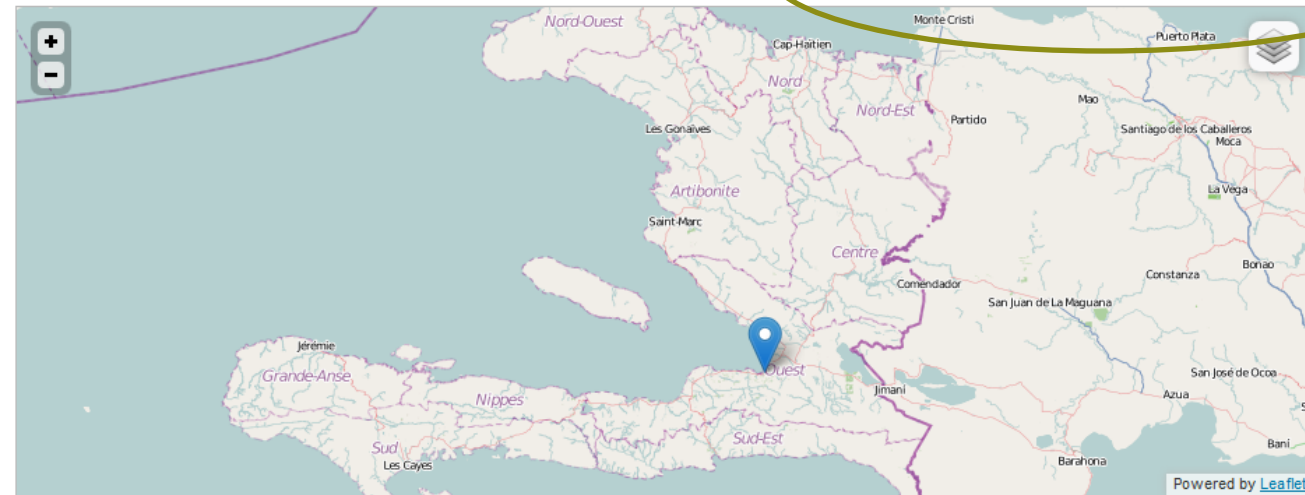 Nord-Ouest
Monte Cristi
Cap-Haïtien
Puerto Plata
+
-
Nord
Mao
Nord-Est
Partido
Les Gonaïves
Santiago de los Caballeros
Moca
Artibonite
La Vega
Saint-Marc
Centre
Bonao
Constanza
Comendador
San Juan de La Maguana
Jérémie
Ouest
San José de Ocoa
Grande-Anse
Jimaní
Azua
Nippes
Sud-Est
Baní
Sud
Les Cayes
Barahona
Powered by Leaflet